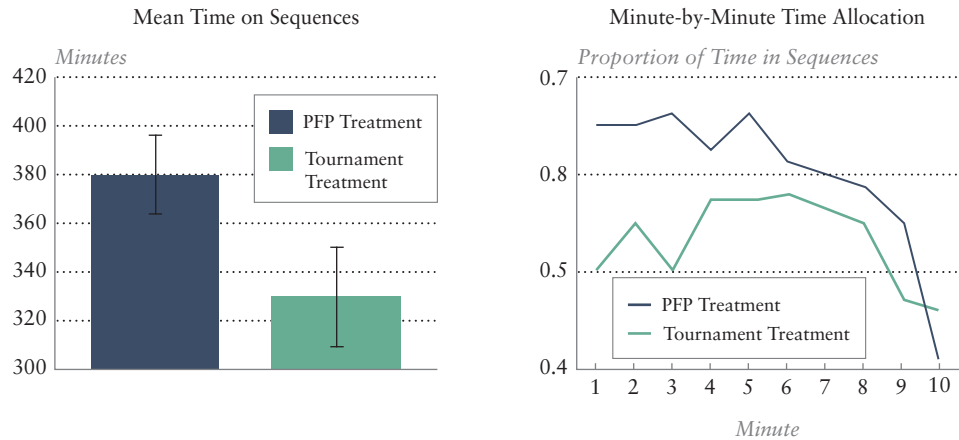 Mean Time on Sequences
Minutes
420
400
380
360
340
320
300
PFP Treatment
Tournament
Treatment
Minute-by-Minute Time Allocation
Proportion of Time in Sequences
0.7
0.8
0.5
0.4
PFP Treatment
Tournament Treatment
1 2 3 4 5 6 7 8 9 10
Minute